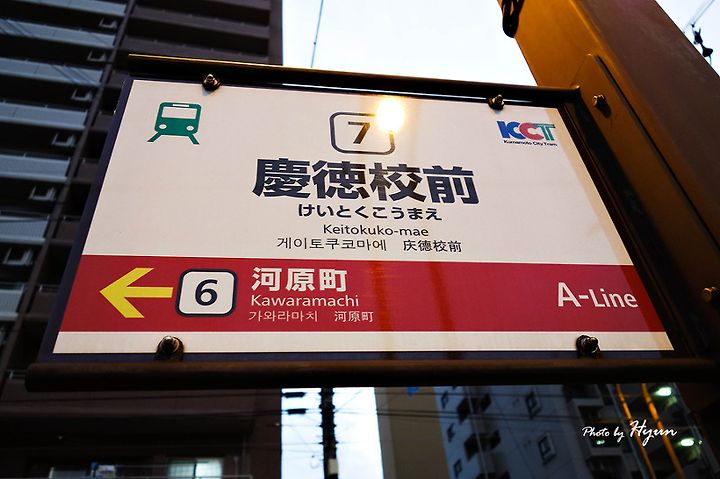 7
KCT
Kumamoto City Tram
慶徳校前
けいとくこうまえ
Keitokuko-mae
게이토쿠코마에 庆德校前
6 河原町
Kawaramachi
가와라마치 河原町
A-Line
Photo by Hyun